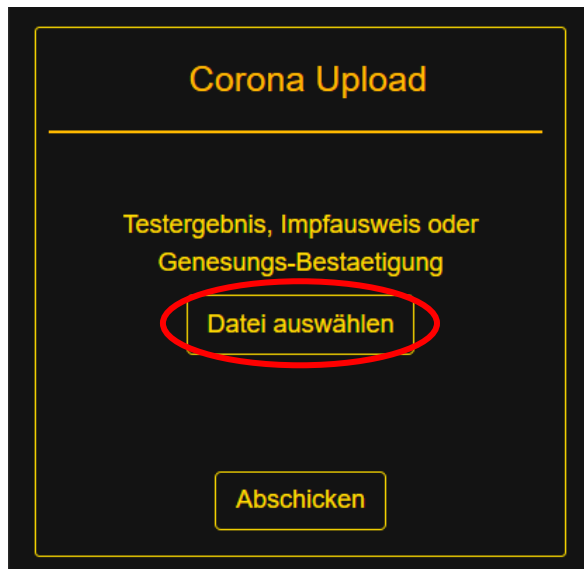 Corona Upload
Testergebnis, Impfausweis oder
Genesungs-Bestaetigung
Datei auswählen
Abschicken